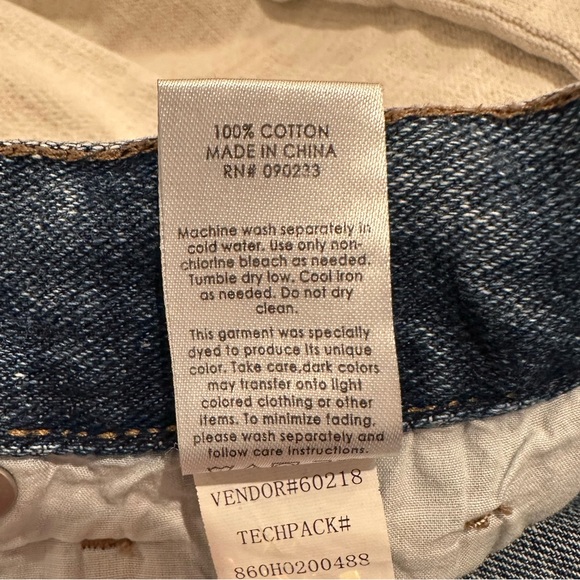 100% COTTON
MADE IN CHINA
RN# 090233
Machine wash separately in
cold water. Use only non-
chlorine bleach as needed.
Tumble dry low. Cool iron
as needed. Do not dry
clean.
This garment was specially
dyed to produce its unique
color. Take care,dark colors
may transfer onto light
colored clothing or other
items. To minimize fading,
please wash separately and
follow care instructions.
VENDOR#60218
TECHPACK#
860H0200488